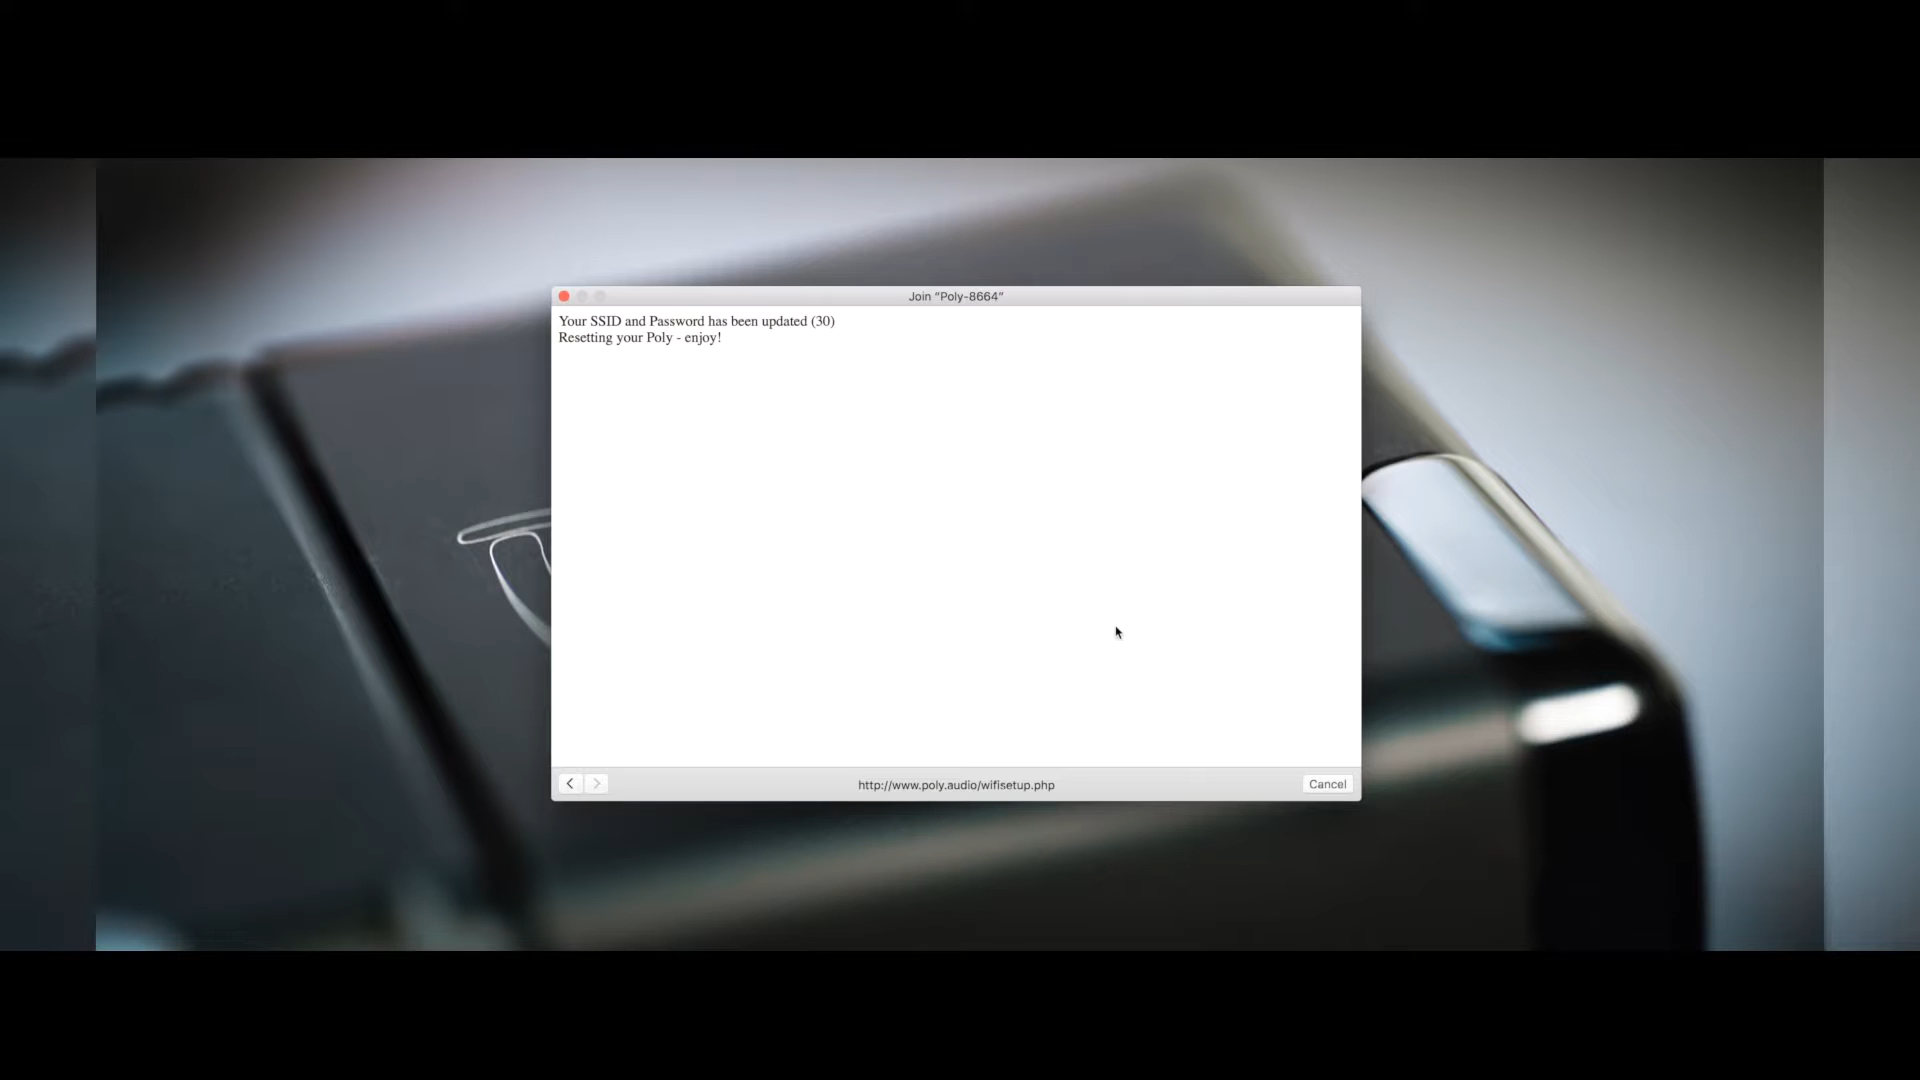 Join “Poly-8664”
Your SSID and Password has been updated (30)
Resetting your Poly - enjoy!
http://www.poly.audio/wifisetup.php
Cancel